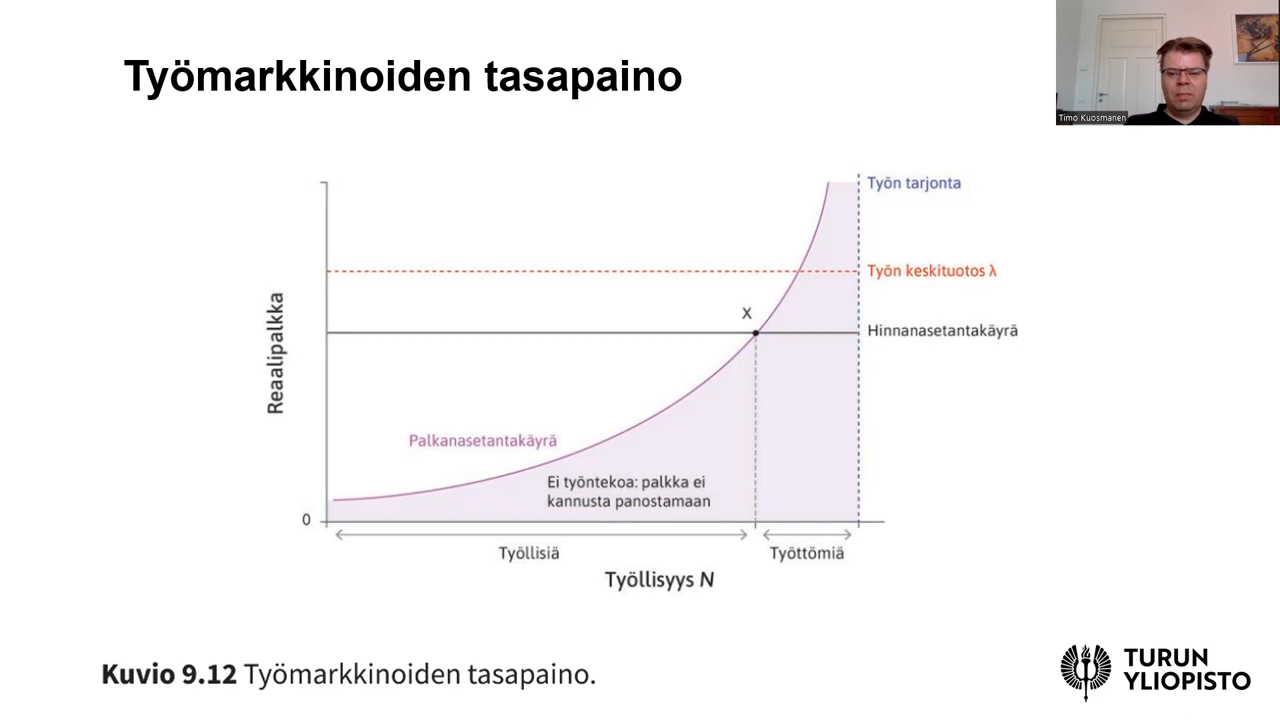 Työmarkkinoiden tasapaino
Timo Kuosmanen
Työn tarjonta
Työn keskituotos λ
X
Hinnanasetantakäyrä
Reaalipalkka
Palkanasetantakäyrä
Ei työntekoa: palkka ei
kannusta panostamaan
0
Työllisiä
Työttömiä
Työllisyys N
Kuvio 9.12 Työmarkkinoiden tasapaino.
TURUN
YLIOPISTO